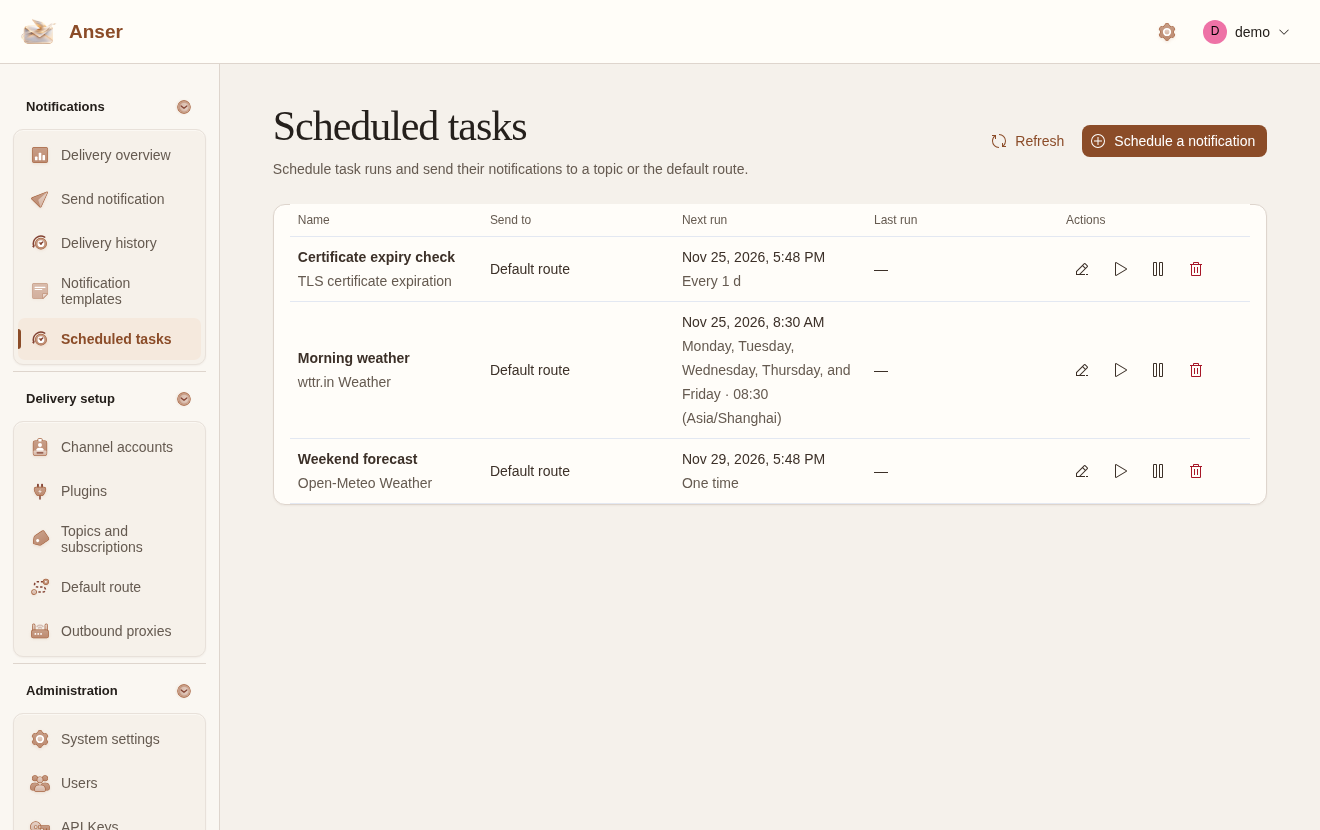 Anser
D
demo
Notifications
Delivery overview
Send notification
Delivery history
Notification
templates
Scheduled tasks
Delivery setup
Channel accounts
Plugins
Topics and
subscriptions
Default route
Outbound proxies
Administration
System settings
Users
API Keys
Scheduled tasks
Schedule task runs and send their notifications to a topic or the default route.
Refresh
Schedule a notification
Name Send to Next run Last run Actions
Certificate expiry check
TLS certificate expiration
Default route
Nov 25, 2026, 5:48 PM
Every 1 d
—
Morning weather
wttr.in Weather
Default route
Nov 25, 2026, 8:30 AM
Monday, Tuesday,
Wednesday, Thursday, and
Friday · 08:30
(Asia/Shanghai)
—
Weekend forecast
Open-Meteo Weather
Default route
Nov 29, 2026, 5:48 PM
One time
—